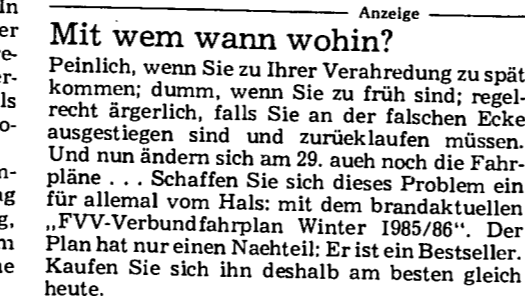 Anzeige
Mit wem wann wohin?
Peinlich, wenn Sie zu Ihrer Verahredung zu spät
kommen; dumm, wenn Sie zu früh sind; regel-
recht ärgerlich, falls Sie an der falschen Ecke
ausgestiegen sind und zurüeklaufen müssen.
Und nun ändern sich am 29. aueh noch die Fahr-
pläne . . . Schaffen Sie sich dieses Problem ein
für allemal vom Hals: mit dem brandaktuellen
„FVV-Verbundfahrplan Winter I985/86“. Der
Plan hat nur einen Naehteil: Er ist ein Bestseller.
Kaufen Sie sich ihn deshalb am besten gleich
heute.